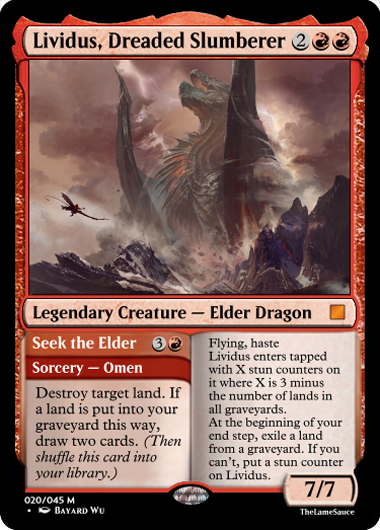 Lividus, Dreaded Slumberer 2
Legendary Creature — Elder Dragon
Seek the Elder 3
Sorcery — Omen
Destroy target land. If
a land is put into your
graveyard this way,
draw two cards. (Then
shuffle this card into
your library.)
Flying, haste
Lividus enters tapped
with X stun counters on
it where X is 3 minus
the number of lands in
all graveyards.
At the beginning of your
end step, exile a land
from a graveyard. If you
can't, put a stun counter
on Lividus.
7/7
020/045 M
• Bayard Wu
TheLameSauce